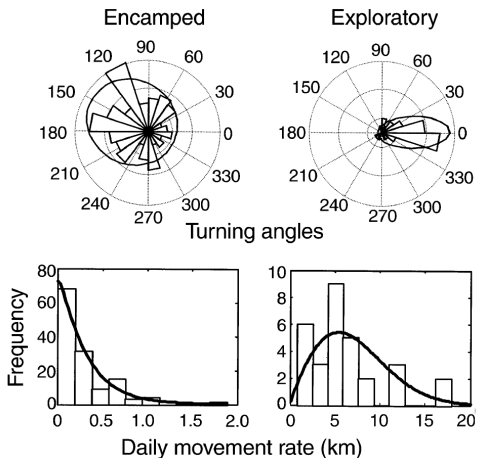 Encamped Exploratory
90 90
120 60 120 60
150 30 150 30
180 0 180 0
210 330 210 330
240 300 240 300
270 270
Turning angles
80 10
60 8
40 6
20 4
0 2
0
Frequency
0 0.5 1.0 1.5 2.0 0 5 10 15 20
Daily movement rate (km)